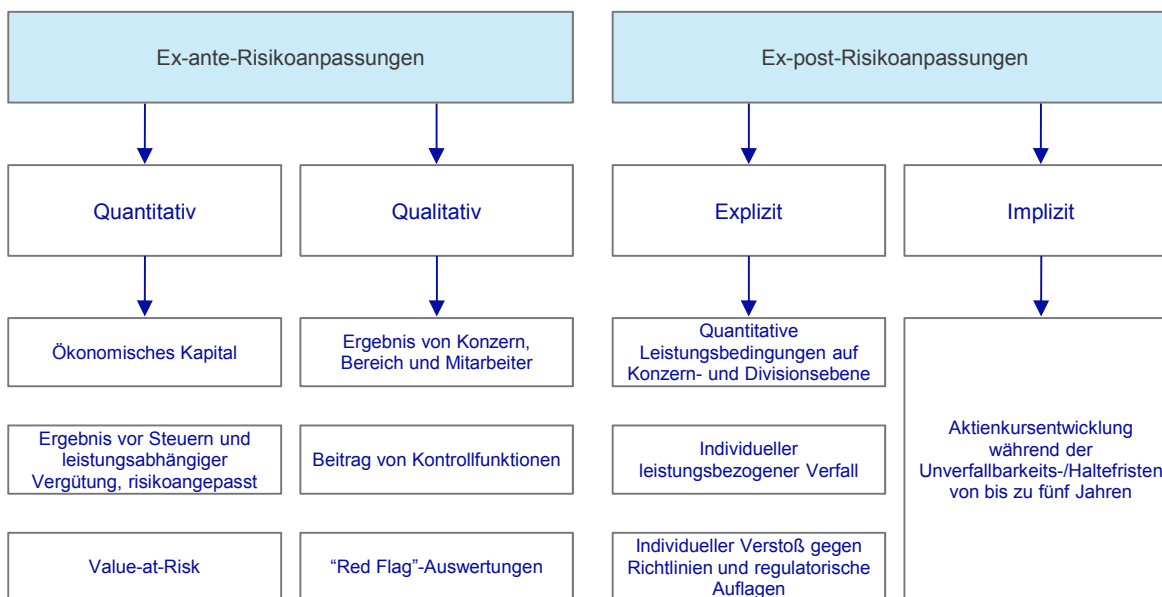 Ex-ante-Risikoanpassungen
Ex-post-Risikoanpassungen
Quantitativ
Qualitativ
Explizit
Implizit
Ökonomisches Kapital
Ergebnis von Konzern,
Bereich und Mitarbeiter
Quantitative
Leistungsbedingungen auf
Konzern- und Divisionsebene
Aktienkursentwicklung
während der
Unverfallbarkeits-/Haltefristen
von bis zu fünf Jahren
Ergebnis vor Steuern und
leistungsabhängiger
Vergütung, risikoangepasst
Beitrag von Kontrollfunktionen
Individueller
leistungsbezogener Verfall
Value-at-Risk
“Red Flag”-Auswertungen
Individueller Verstoß gegen
Richtlinien und regulatorische
Auflagen